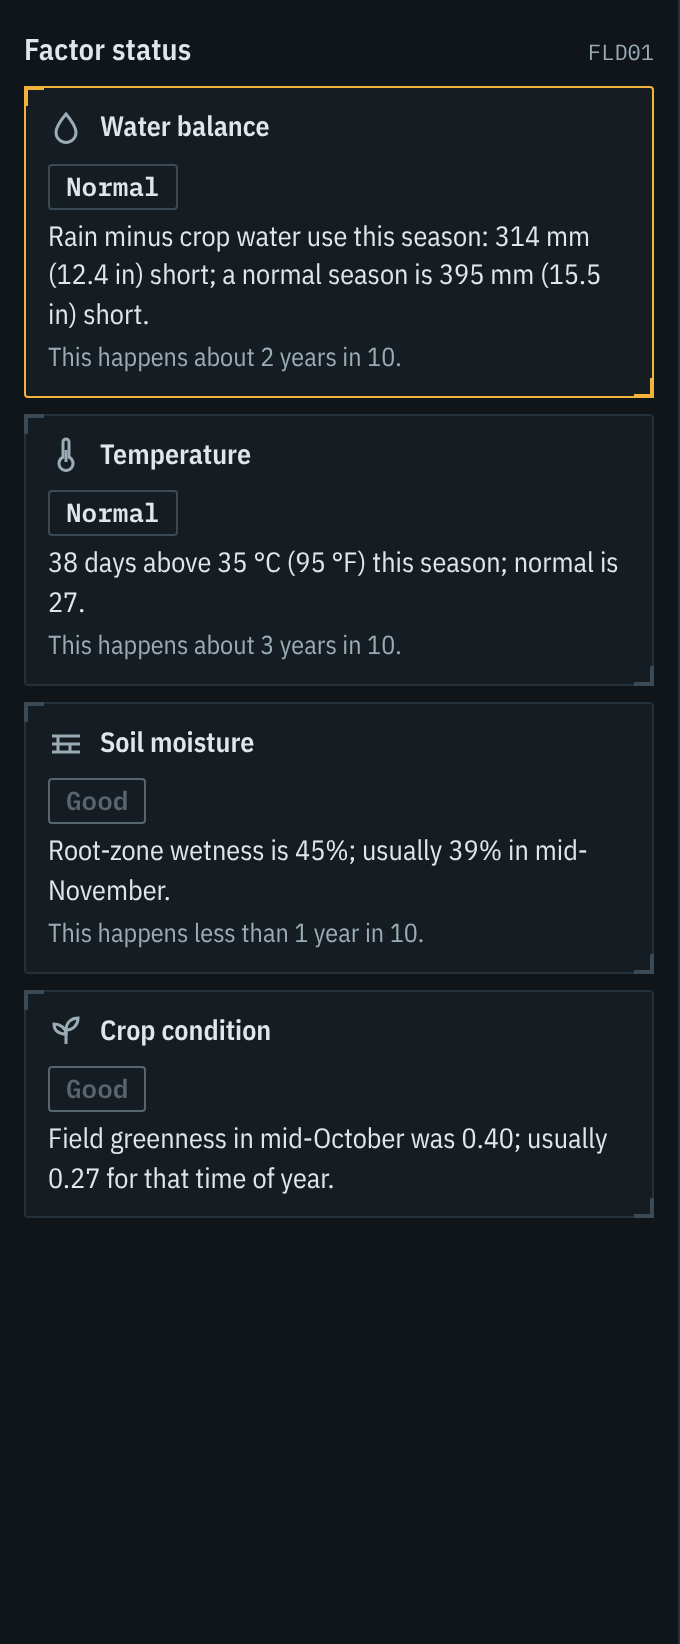 Factor status
FLD01
Water balance
Normal
Rain minus crop water use this season: 314 mm
(12.4 in) short; a normal season is 395 mm (15.5
in) short.
This happens about 2 years in 10.
Temperature
Normal
38 days above 35 °C (95 °F) this season; normal is
27.
This happens about 3 years in 10.
Soil moisture
Good
Root-zone wetness is 45%; usually 39% in mid-
November.
This happens less than 1 year in 10.
Crop condition
Good
Field greenness in mid-October was 0.40; usually
0.27 for that time of year.